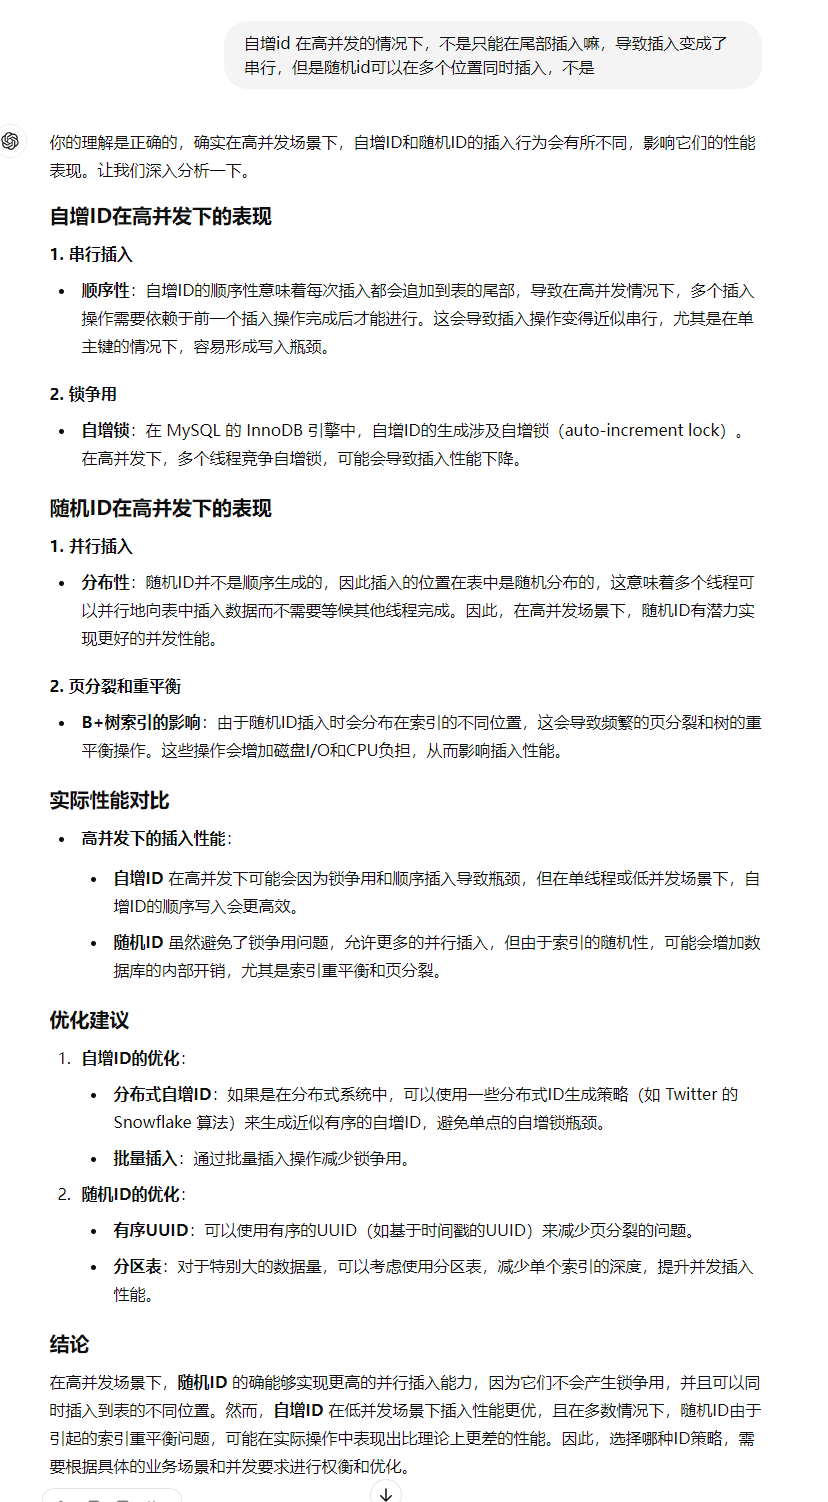 自增id 在高并发的情况下，不是只能在尾部插入嘛，导致插入变成了
串行，但是随机id可以在多个位置同时插入，不是
你的理解是正确的，确实在高并发场景下，自增ID和随机ID的插入行为会有所不同，影响它们的性能
表现。让我们深入分析一下。
自增ID在高并发下的表现
1. 串行插入
• 顺序性：自增ID的顺序性意味着每次插入都会追加到表的尾部，导致在高并发情况下，多个插入
操作需要依赖于前一个插入操作完成后才能进行。这会导致插入操作变得近似串行，尤其是在单
主键的情况下，容易形成写入瓶颈。
2. 锁争用
• 自增锁：在 MySQL 的 InnoDB 引擎中，自增ID的生成涉及自增锁（auto-increment lock）。
在高并发下，多个线程竞争自增锁，可能会导致插入性能下降。
随机ID在高并发下的表现
1. 并行插入
• 分布性：随机ID并不是顺序生成的，因此插入的位置在表中是随机分布的，这意味着多个线程可
以并行地向表中插入数据而不需要等候其他线程完成。因此，在高并发场景下，随机ID有潜力实
现更好的并发性能。
2. 页分裂和重平衡
• B+树索引的影响：由于随机ID插入时会分布在索引的不同位置，这会导致频繁的页分裂和树的重
平衡操作。这些操作会增加磁盘I/O和CPU负担，从而影响插入性能。
实际性能对比
• 高并发下的插入性能：
• 自增ID 在高并发下可能会因为锁争用和顺序插入导致瓶颈，但在单线程或低并发场景下，自
增ID的顺序写入会更高效。
• 随机ID 虽然避免了锁争用问题，允许更多的并行插入，但由于索引的随机性，可能会增加数
据库的内部开销，尤其是索引重平衡和页分裂。
优化建议
1. 自增ID的优化：
• 分布式自增ID：如果是在分布式系统中，可以使用一些分布式ID生成策略（如 Twitter 的
Snowflake 算法）来生成近似有序的自增ID，避免单点的自增锁瓶颈。
• 批量插入：通过批量插入操作减少锁争用。
2. 随机ID的优化：
• 有序UUID：可以使用有序的UUID（如基于时间戳的UUID）来减少页分裂的问题。
• 分区表：对于特别大的数据量，可以考虑使用分区表，减少单个索引的深度，提升并发插入
性能。
结论
在高并发场景下，随机ID 的确能够实现更高的并行插入能力，因为它们不会产生锁争用，并且可以同
时插入到表的不同位置。然而，自增ID 在低并发场景下插入性能更优，且在多数情况下，随机ID由于
引起的索引重平衡问题，可能在实际操作中表现出比理论上更差的性能。因此，选择哪种ID策略，需
要根据具体的业务场景和并发要求进行权衡和优化。